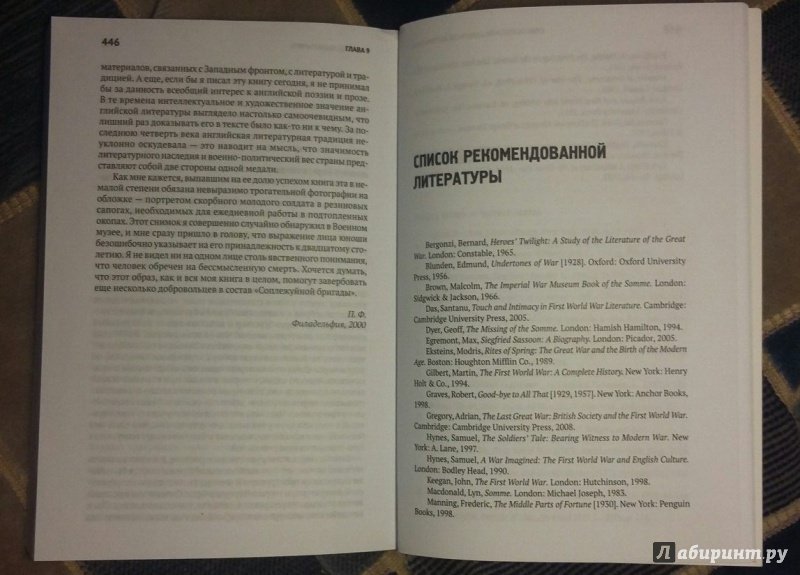 446
ГЛАВА 9
материалов, связанных с Западным фронтом, с литературой и тра-
дицией. А еще, если бы я писал эту книгу сегодня, я не принимал
бы за данность всеобщий интерес к английской поэзии и прозе.
В те времена интеллектуальное и художественное значение ан-
глийской литературы выглядело настолько самоочевидным, что
лишний раз доказывать его в тексте было как-то ни к чему. За по-
следнюю четверть века английская литературная традиция не-
уклонно оскудевала — это наводит на мысль, что значимость
литературного наследия и военно-политический вес страны пред-
ставляют собой две стороны одной медали.
Как мне кажется, выпавшим на ее долю успехом книга эта в не-
малой степени обязана невыразимо трогательной фотографии на
обложке — портретом скорбного молодого солдата в резиновых
сапогах, необходимых для ежедневной работы в подтопленных
окопах. Этот снимок я совершенно случайно обнаружил в Военном
музее, и мне сразу пришло в голову, что выражение лица юноши
безошибочно указывает на его принадлежность к двадцатому сто-
летию. Я не видел ни на одном лице столь явственного понимания,
что человек обречен на бессмысленную смерть. Хочется думать,
что этот образ, как и вся моя книга в целом, помогут завербовать
еще несколько добровольцев в состав «Соплежуйной бригады».
П. Ф.
Филадельфия, 2000
СПИСОК РЕКОМЕНДОВАННОЙ
ЛИТЕРАТУРЫ
Bergonzi, Bernard, Heroes' Twilight: A Study of the Literature of the Great
War. London: Constable, 1965.
Blunden, Edmund, Undertones of War [1928]. Oxford: Oxford University
Press, 1956.
Brown, Malcolm, The Imperial War Museum Book of the Somme. London:
Sidgwick & Jackson, 1966.
Das, Santanu, Touch and Intimacy in First World War Literature. Cambridge:
Cambridge University Press, 2005.
Dyer, Geoff, The Missing of the Somme. London: Hamish Hamilton, 1994.
Egremont, Max, Siegfried Sassoon: A Biography. London: Picador, 2005.
Eksteins, Modris, Rites of Spring: The Great War and the Birth of the Modern
Age. Boston: Houghton Mifflin Co., 1989.
Gilbert, Martin, The First World War: A Complete History. New York: Henry
Holt & Co., 1994.
Graves, Robert, Good-bye to All That [1929, 1957]. New York: Anchor Books,
1998.
Gregory, Adrian, The Last Great War: British Society and the First World War.
Cambridge: Cambridge University Press, 2008.
Hynes, Samuel, The Soldiers' Tale: Bearing Witness to Modern War. New
York: A. Lane, 1997.
Hynes, Samuel, A War Imagined: The First World War and English Culture.
London: Bodley Head, 1990.
Keegan, John, The First World War. London: Hutchinson, 1998.
Macdonald, Lyn, Somme. London: Michael Joseph, 1983.
Manning, Frederic, The Middle Parts of Fortune [1930]. New York: Penguin
Books, 1998.
Лабиринт.ру